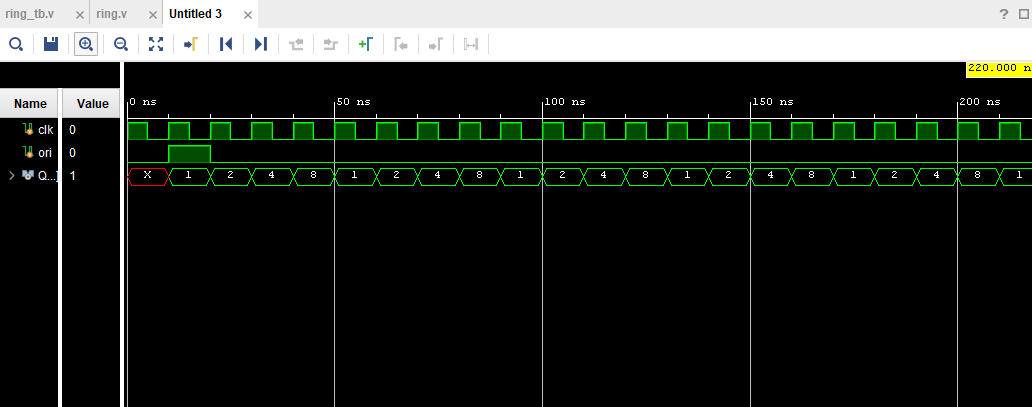 ring_tb.v × ring.v × Untitled 3 × ?
220.000 n
Name Value
0 ns 50 ns 100 ns 150 ns 200 ns
clk 0
ori 0
Q...] 1 X 1 2 4 8 1 2 4 8 1 2 4 8 1 2 4 8 1 2 4 8 1